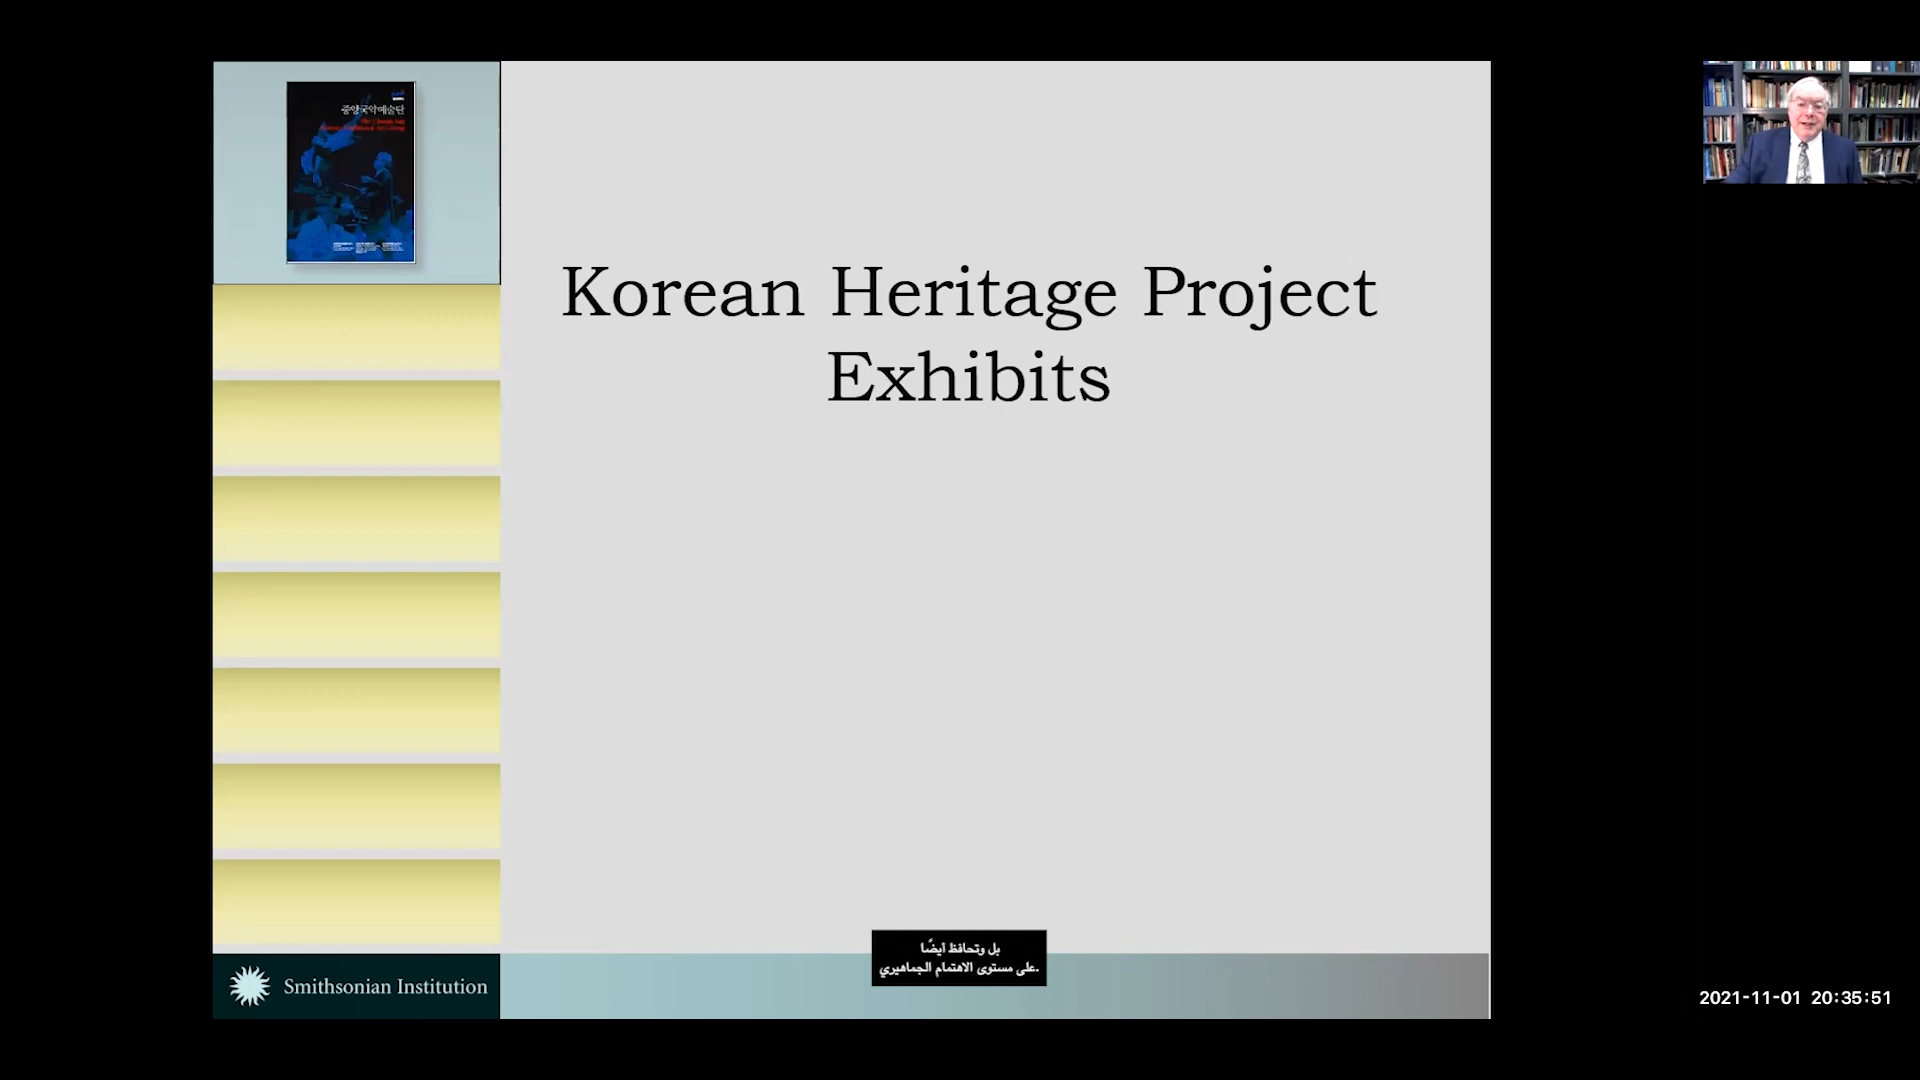 중앙국악예술단
Korean Heritage Project
Exhibits
بل وتحافظ أيضًا
على مستوى الاهتمام الجماهيري.
Smithsonian Institution
2021-11-01 20:35:51